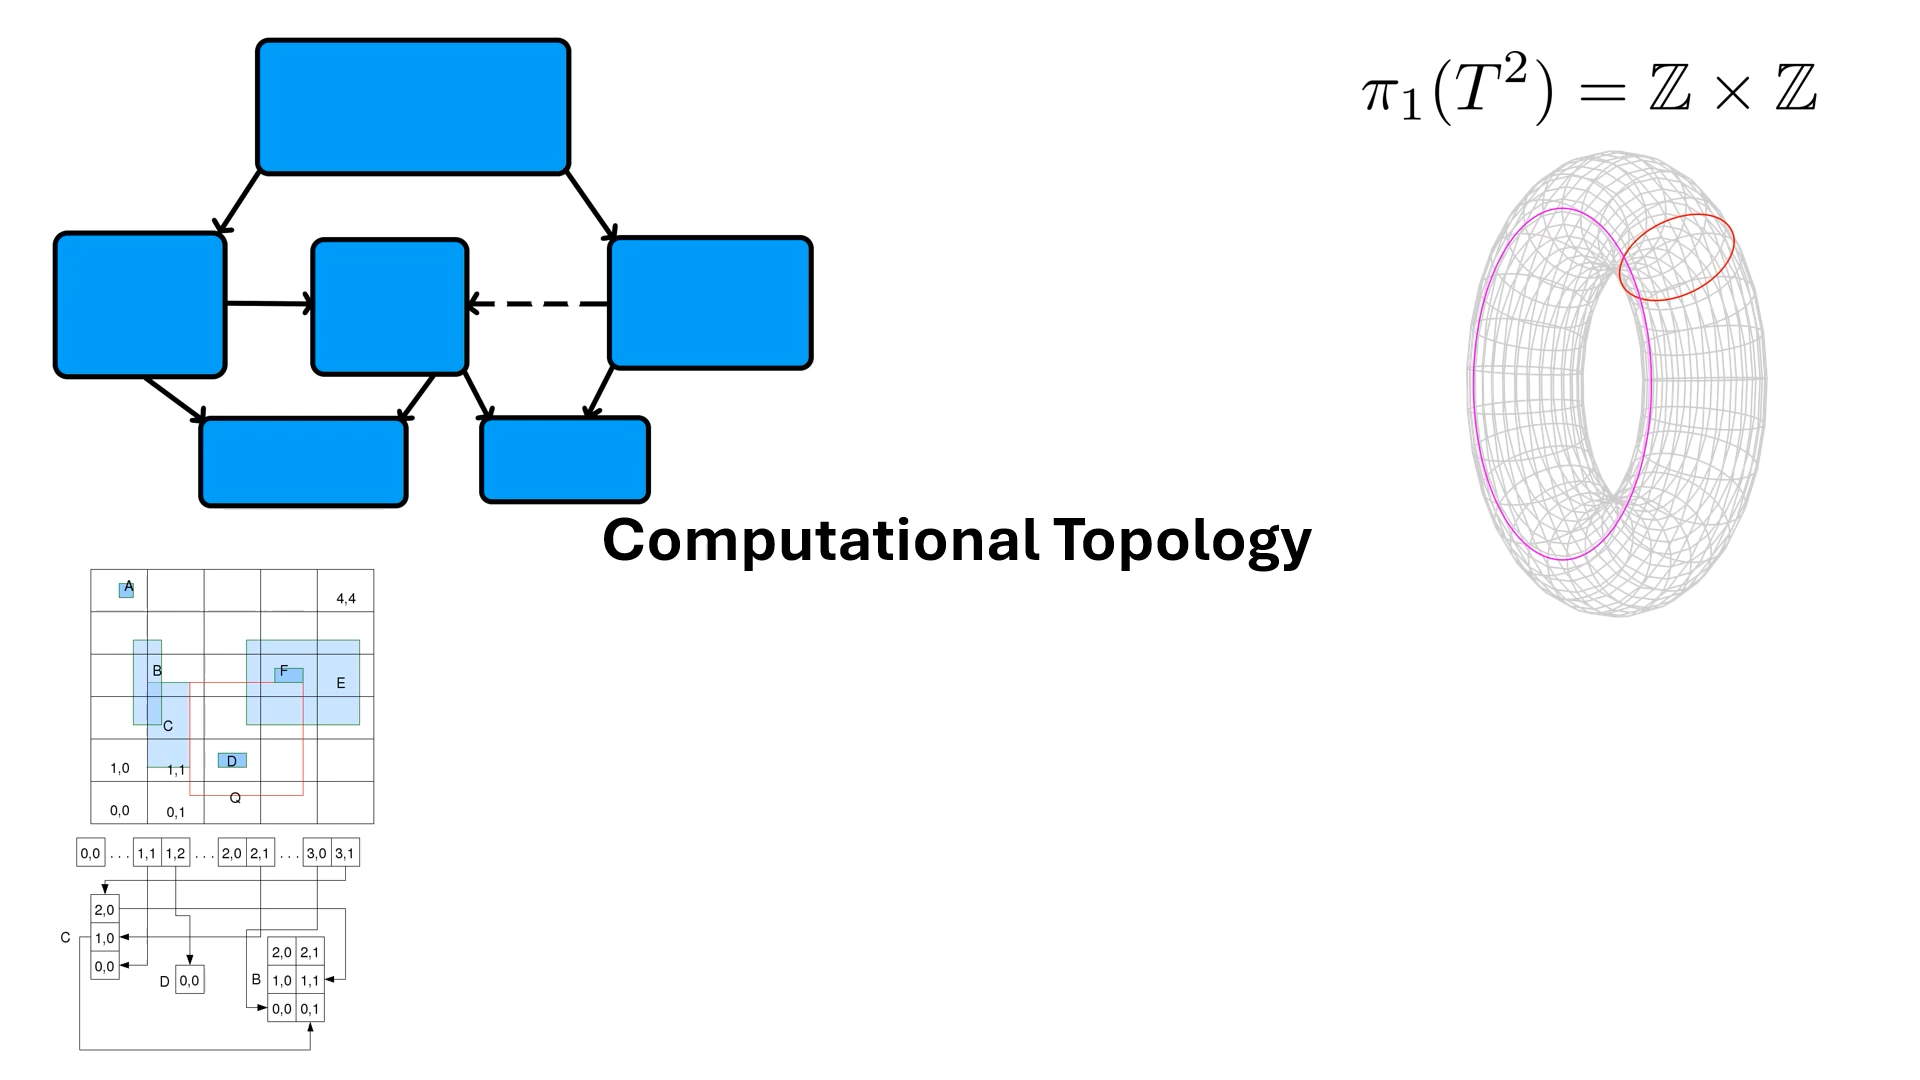 π₁(T²) = ℤ × ℤ
Computational Topology
A
4,4
B
F
E
C
D
1,0
1,1
Q
0,0
0,1
0,0 ... 1,1 1,2 ... 2,0 2,1 ... 3,0 3,1
2,0
C 1,0
0,0
D 0,0
2,0 2,1
B 1,0 1,1
0,0 0,1